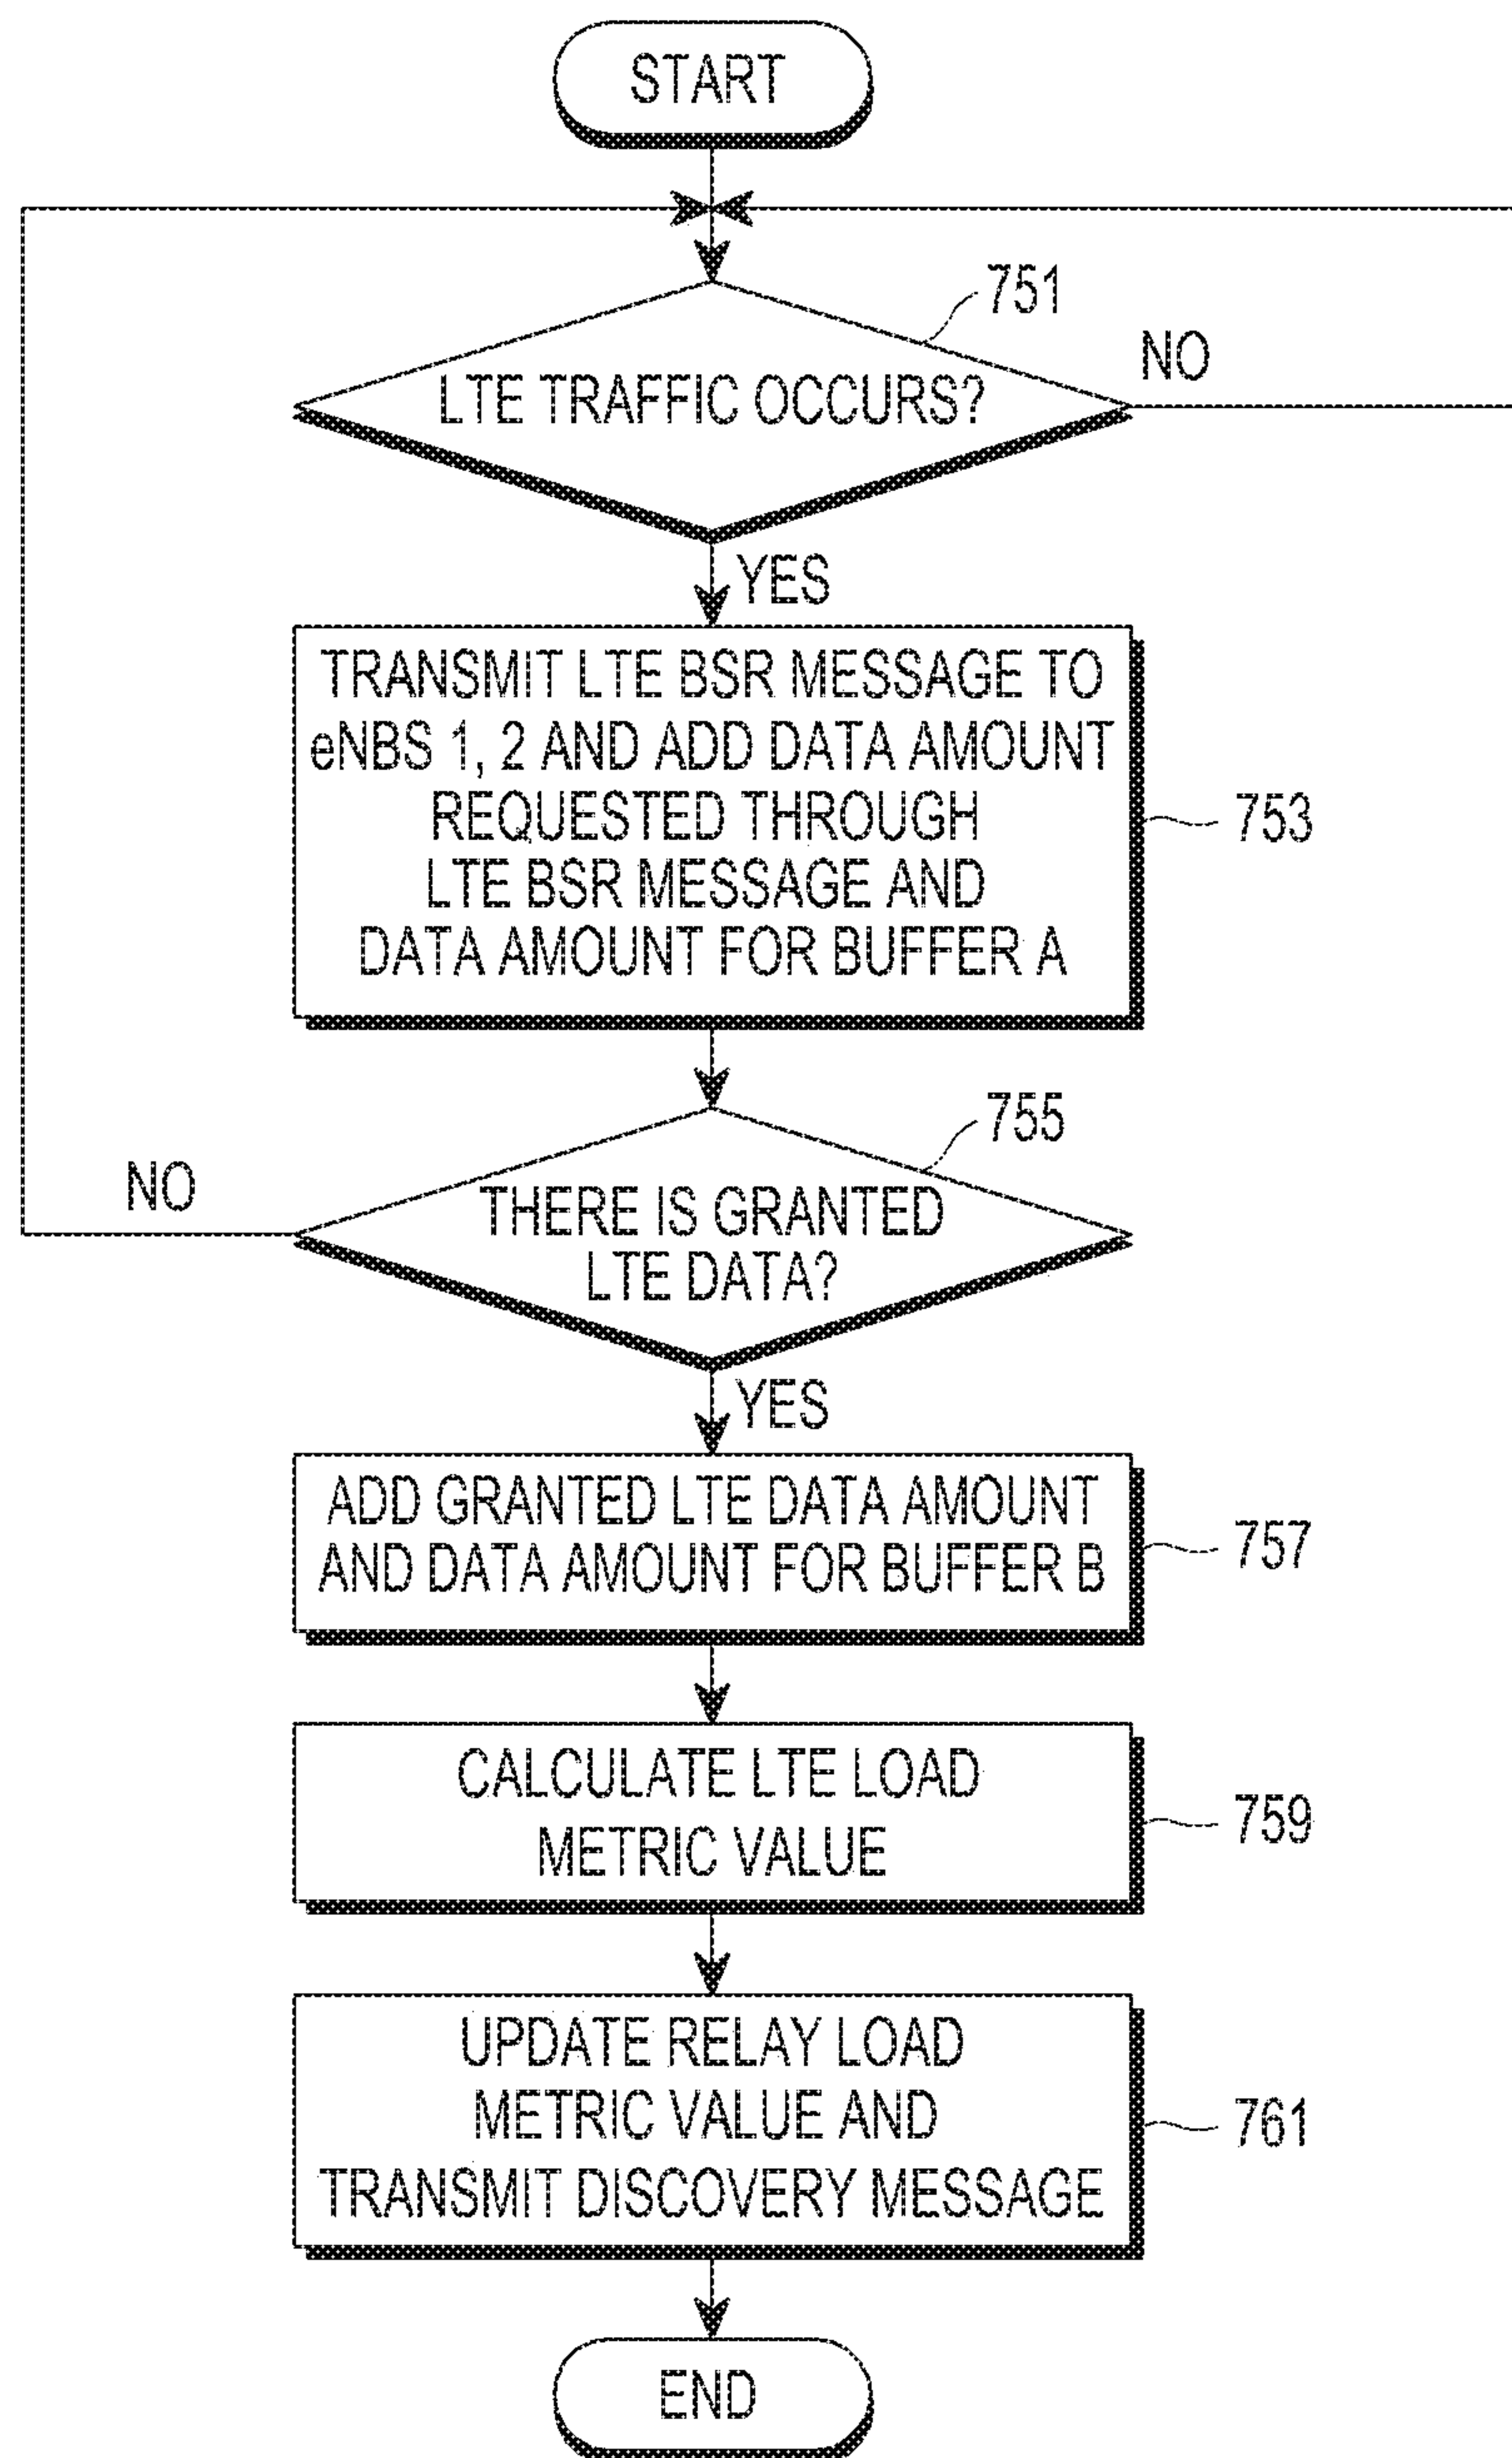 START
751
LTE TRAFFIC OCCURS?
NO
YES
TRANSMIT LTE BSR MESSAGE TO
eNBS 1, 2 AND ADD DATA AMOUNT
REQUESTED THROUGH
LTE BSR MESSAGE AND
DATA AMOUNT FOR BUFFER A
753
755
NO
THERE IS GRANTED
LTE DATA?
YES
ADD GRANTED LTE DATA AMOUNT
AND DATA AMOUNT FOR BUFFER B
757
CALCULATE LTE LOAD
METRIC VALUE
759
UPDATE RELAY LOAD
METRIC VALUE AND
TRANSMIT DISCOVERY MESSAGE
761
END